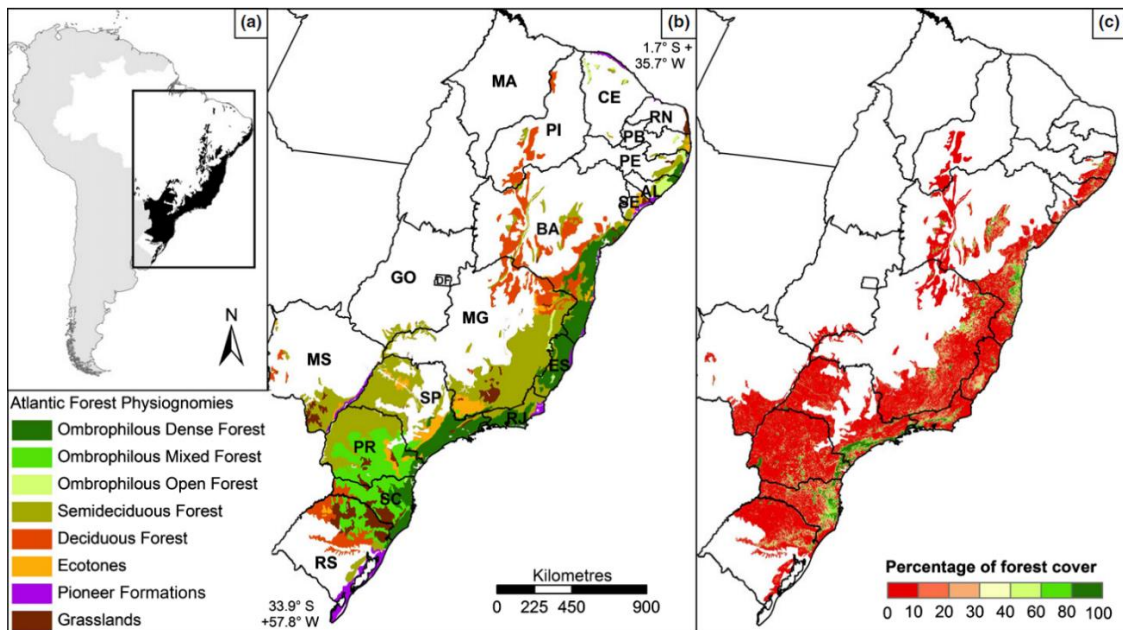 (a)
N
Atlantic Forest Physiognomies
Ombrophilous Dense Forest
Ombrophilous Mixed Forest
Ombrophilous Open Forest
Semideciduous Forest
Deciduous Forest
Ecotones
Pioneer Formations
Grasslands
(b)
1.7° S +
35.7° W
MA
CE
RN
PI
PB
PE
AL
SE
BA
GO
DF
MG
MS
ES
SP
RJ
PR
SC
RS
Kilometres
0 225 450 900
33.9° S
+57.8° W
(c)
Percentage of forest cover
0 10 20 30 40 60 80 100